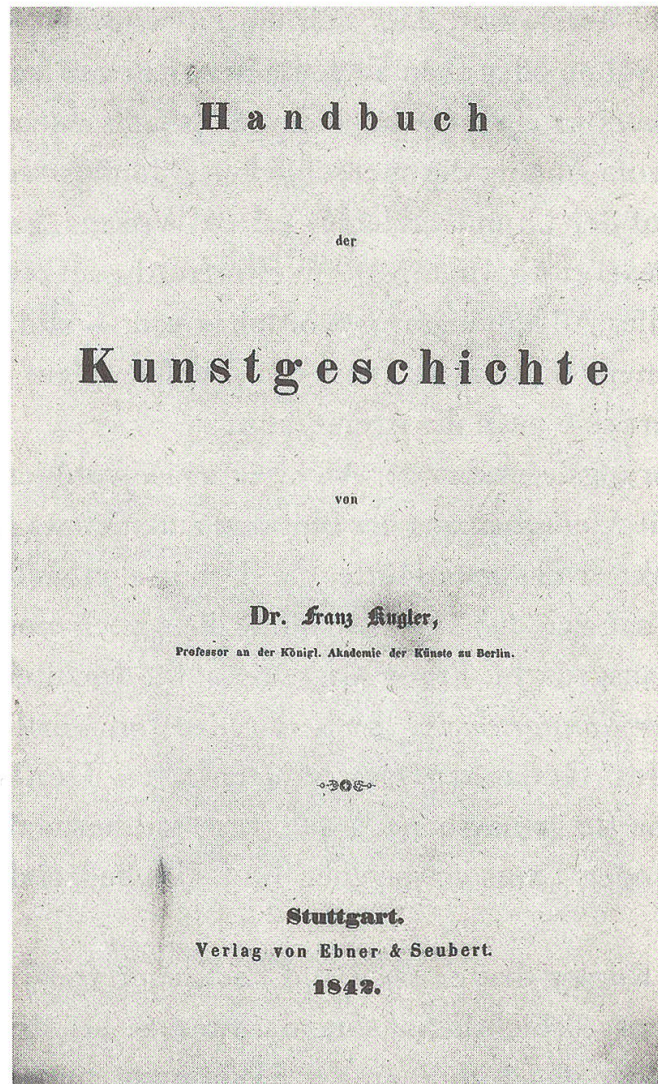 Handbuch
der
Kunstgeschichte
von
Dr. Franz Kugler,
Professor an der Königl. Akademie der Künste zu Berlin.
Stuttgart.
Verlag von Ebner & Seubert.
1842.